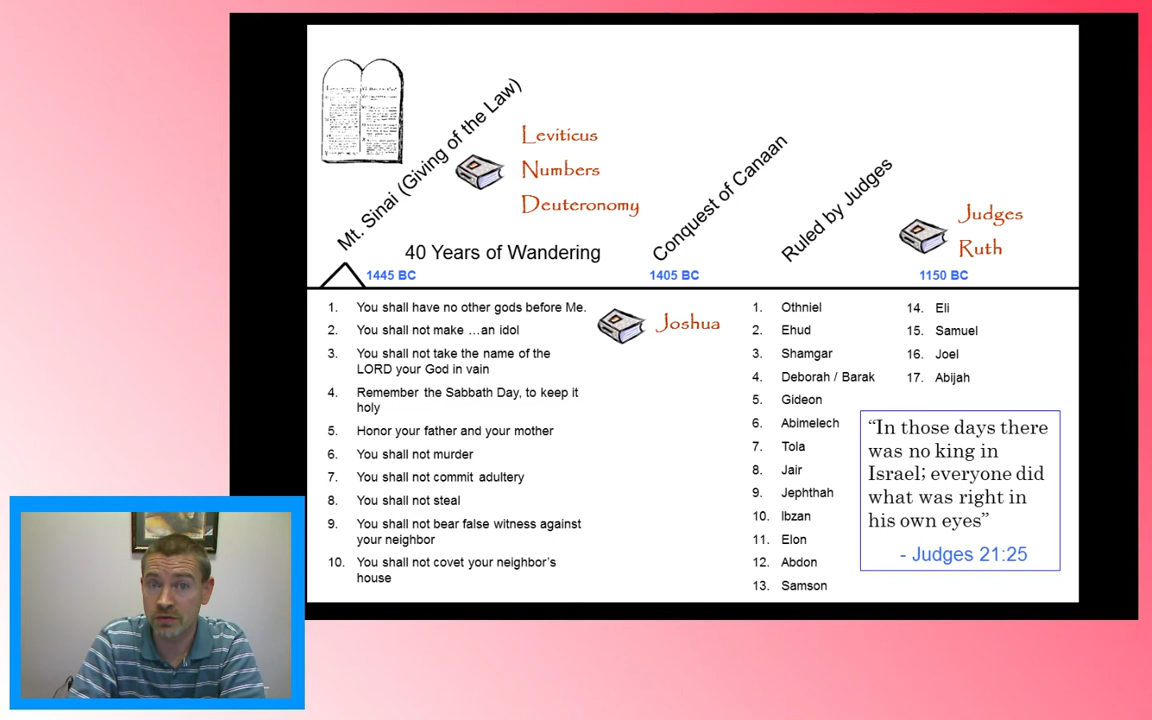 Mt. Sinai (Giving of the Law)
Leviticus
Numbers
Deuteronomy
40 Years of Wandering
Conquest of Canaan
Ruled by Judges
Judges
Ruth
1445 BC
1405 BC
1150 BC
1. You shall have no other gods before Me.
2. You shall not make …an idol
3. You shall not take the name of the
LORD your God in vain
4. Remember the Sabbath Day, to keep it
holy
5. Honor your father and your mother
6. You shall not murder
7. You shall not commit adultery
8. You shall not steal
9. You shall not bear false witness against
your neighbor
10. You shall not covet your neighbor's
house
Joshua
1. Othniel
2. Ehud
3. Shamgar
4. Deborah / Barak
5. Gideon
6. Abimelech
7. Tola
8. Jair
9. Jephthah
10. Ibzan
11. Elon
12. Abdon
13. Samson
14. Eli
15. Samuel
16. Joel
17. Abijah
“In those days there
was no king in
Israel; everyone did
what was right in
his own eyes”
- Judges 21:25